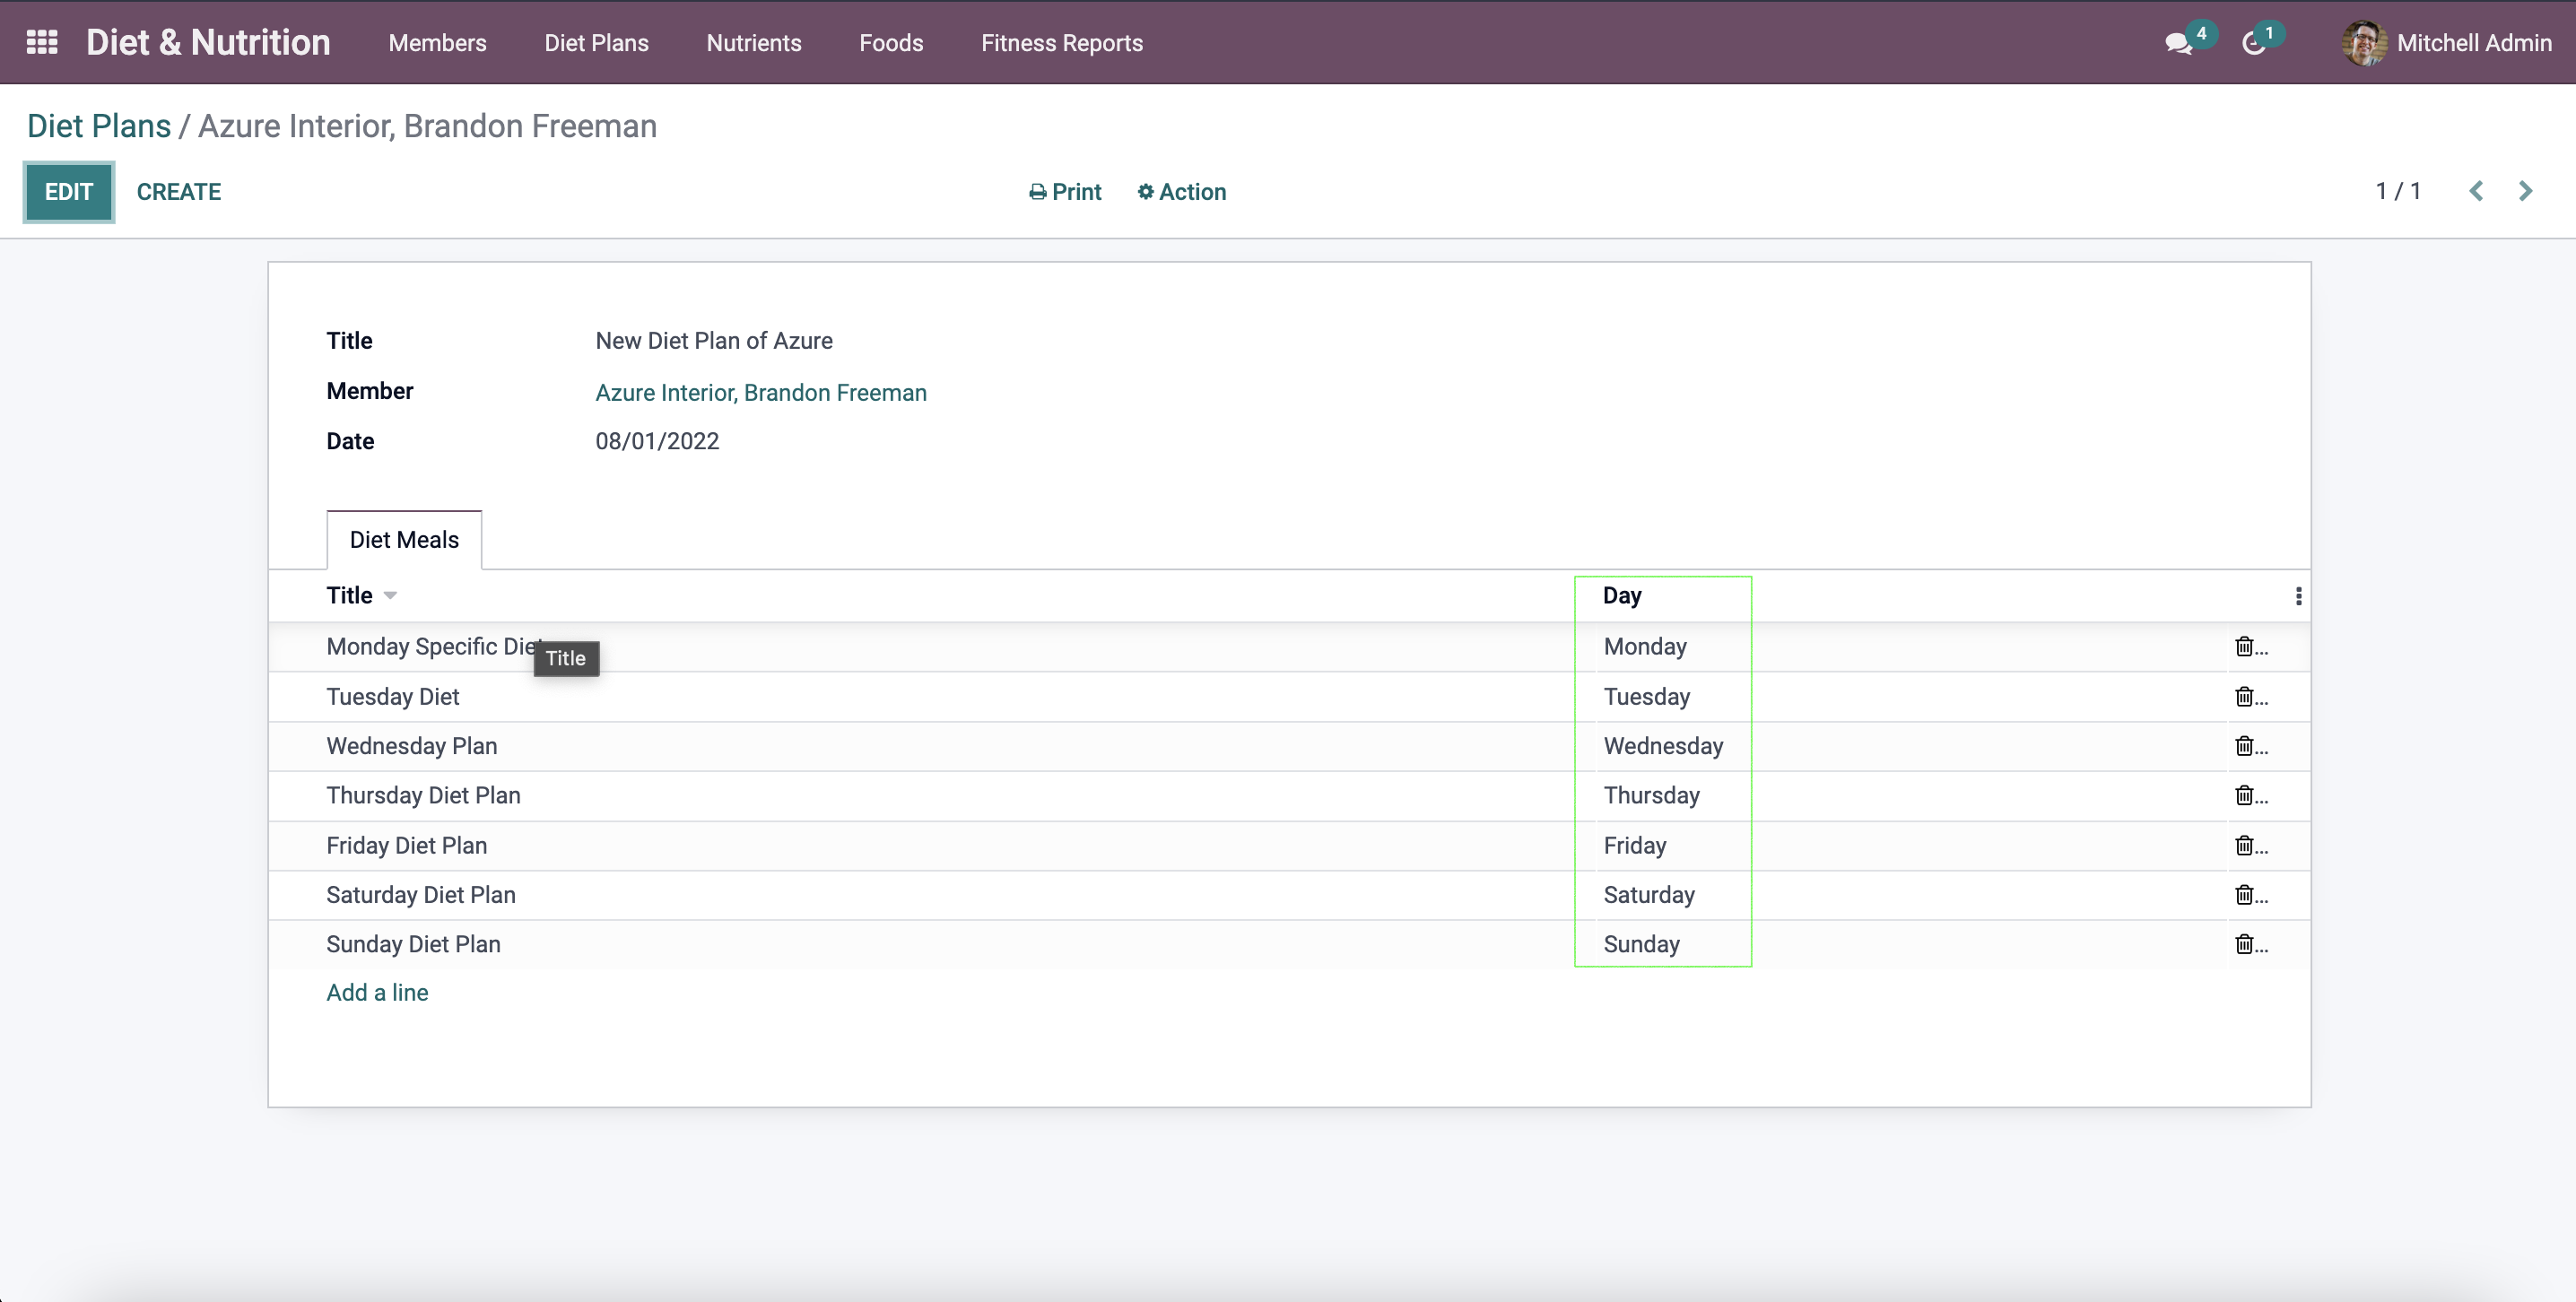 Diet & Nutrition Members Diet Plans Nutrients Foods Fitness Reports 4 1 Mitchell Admin
Diet Plans / Azure Interior, Brandon Freeman
EDIT CREATE Print Action 1 / 1
Title New Diet Plan of Azure
Member Azure Interior, Brandon Freeman
Date 08/01/2022
Diet Meals
Title Day
Monday Specific Diet Monday ...
Title
Tuesday Diet Tuesday ...
Wednesday Plan Wednesday ...
Thursday Diet Plan Thursday ...
Friday Diet Plan Friday ...
Saturday Diet Plan Saturday ...
Sunday Diet Plan Sunday ...
Add a line